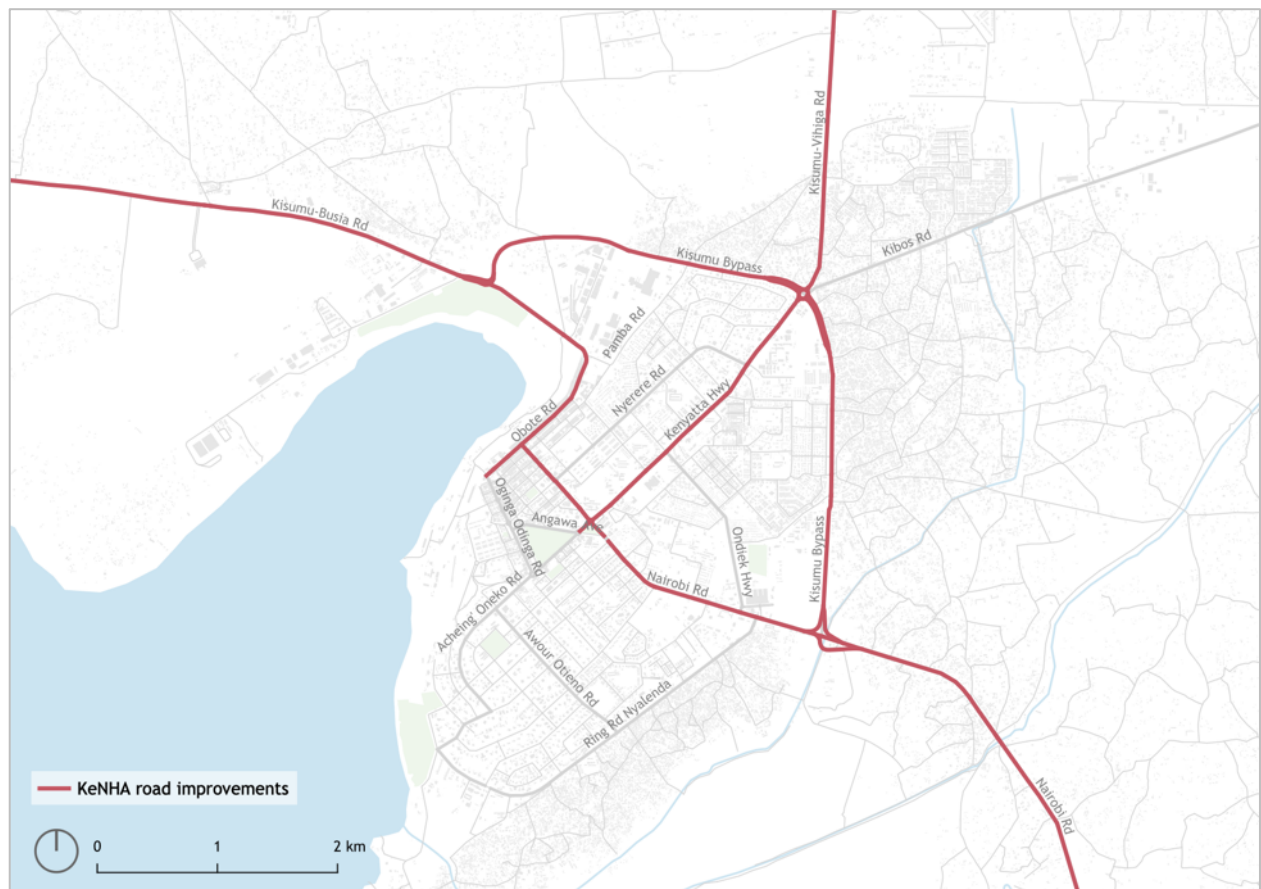 Kisumu-Vihiga Rd
Kisumu-Busia Rd
Kibos Rd
Kisumu Bypass
Pamba Rd
Nyerere Rd
Kenyatta Hwy
Obote Rd
Oginga Odinga Rd
Angawa Ave
Ondiek Hwy
Kisumu Bypass
Nairobi Rd
Acheing' Oneko Rd
Awour Otieno Rd
Ring Rd Nyalenda
Nairobi Rd
KeNHA road improvements
0 1 2 km